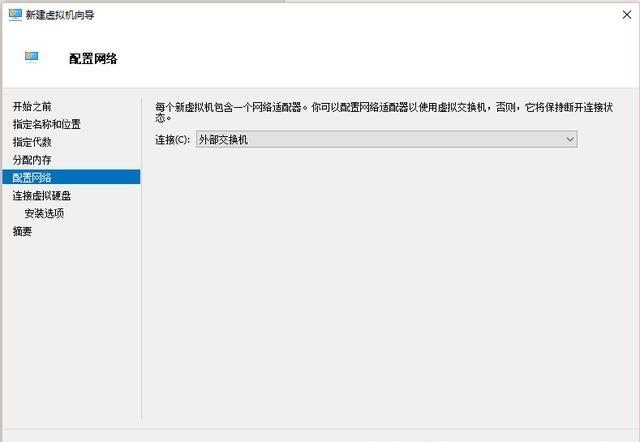 新建虚拟机向导
配置网络
开始之前
指定名称和位置
指定代数
分配内存
配置网络
连接虚拟硬盘
安装选项
摘要
每个新虚拟机包含一个网络适配器。你可以配置网络适配器以使用虚拟交换机，否则，它将保持断开连接状
态。
连接(C): 外部交换机